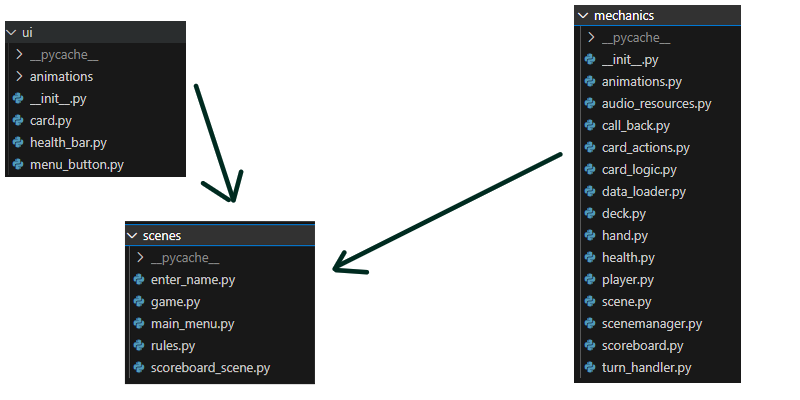 ui
__pycache__
animations
__init__.py
card.py
health_bar.py
menu_button.py
scenes
__pycache__
enter_name.py
game.py
main_menu.py
rules.py
scoreboard_scene.py
mechanics
__pycache__
__init__.py
animations.py
audio_resources.py
call_back.py
card_actions.py
card_logic.py
data_loader.py
deck.py
hand.py
health.py
player.py
scene.py
scenemanager.py
scoreboard.py
turn_handler.py